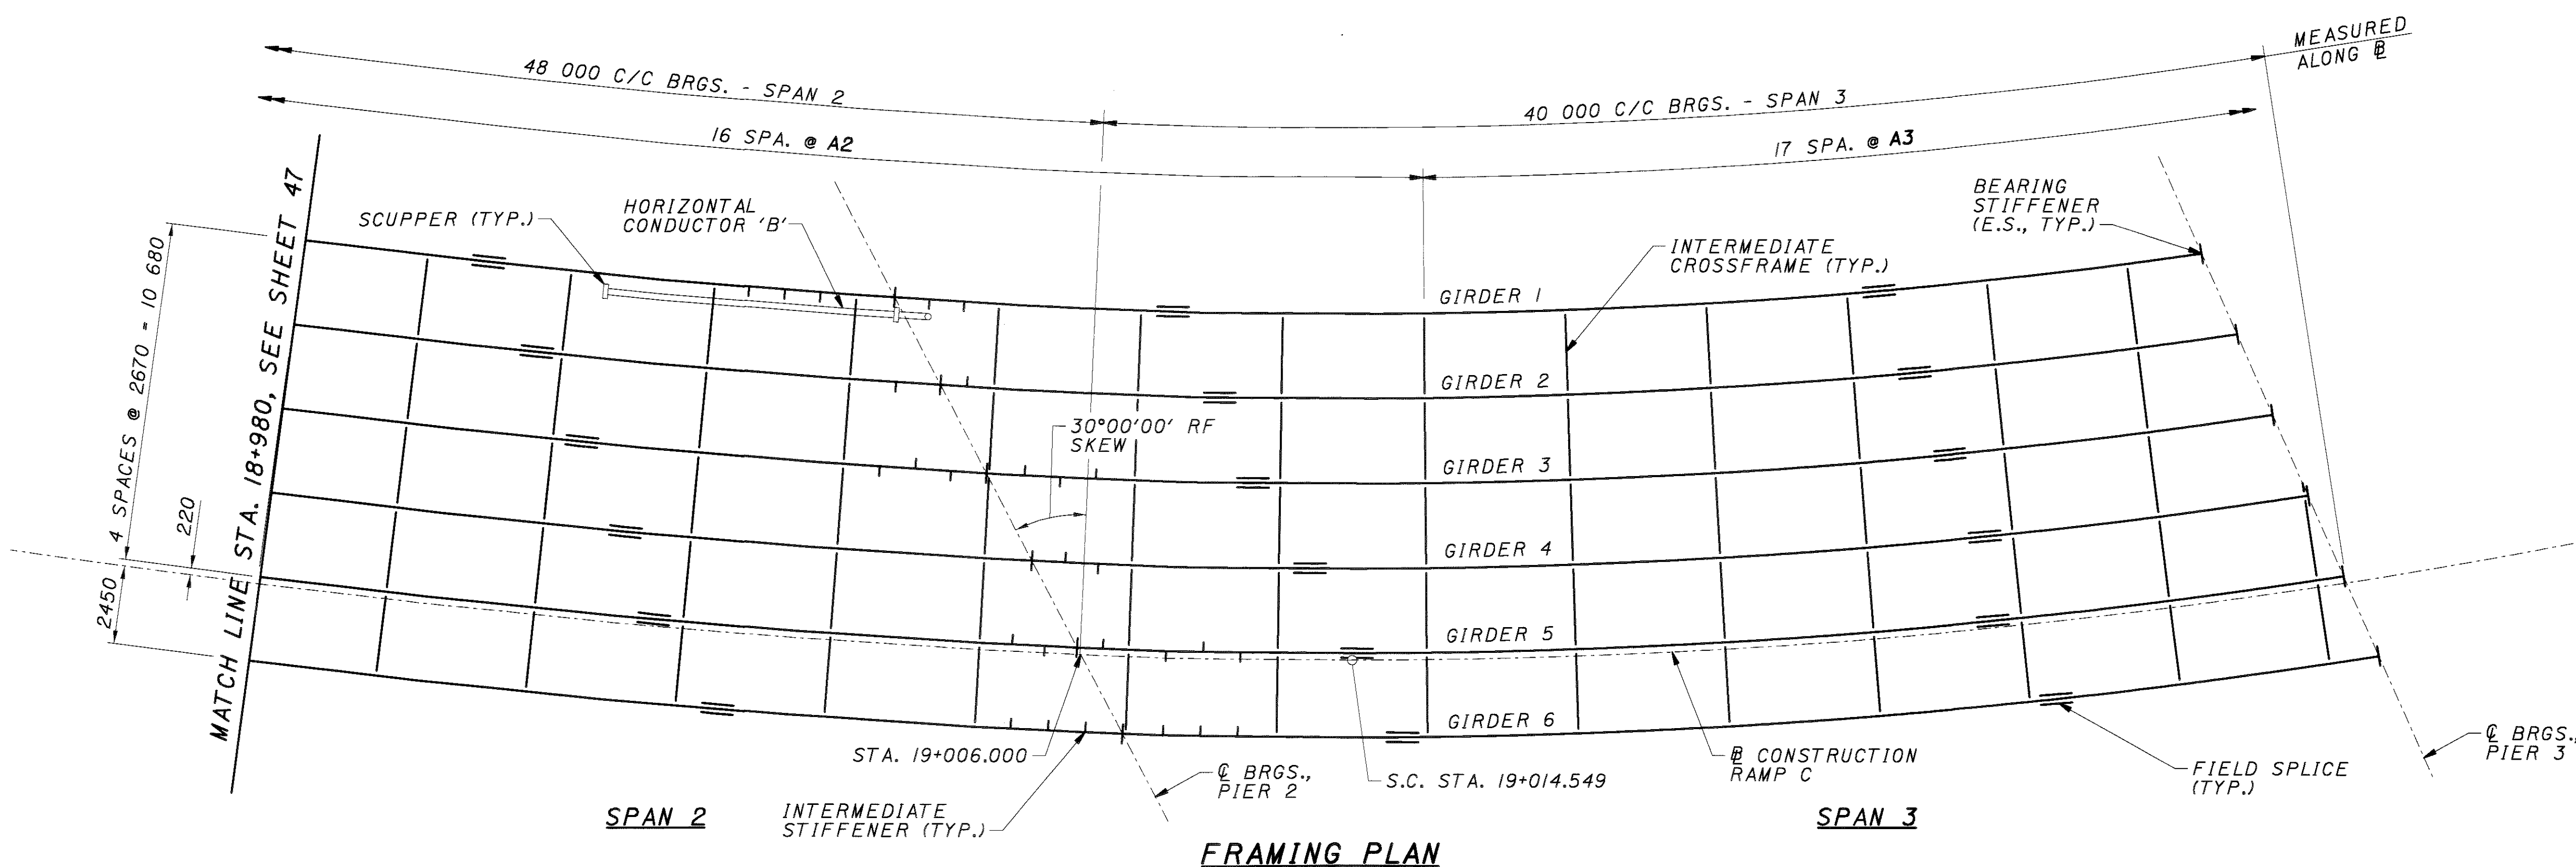 MEASURED
ALONG ⅊
48 000 C/C BRGS. - SPAN 2
40 000 C/C BRGS. - SPAN 3
16 SPA. @ A2
17 SPA. @ A3
MATCH LINE STA. 18+980, SEE SHEET 47
4 SPACES @ 2670 = 10 680
220
2450
SCUPPER (TYP.)
HORIZONTAL
CONDUCTOR 'B'
BEARING
STIFFENER
(E.S., TYP.)
INTERMEDIATE
CROSSFRAME (TYP.)
GIRDER 1
GIRDER 2
30°00'00' RF
SKEW
GIRDER 3
GIRDER 4
GIRDER 5
GIRDER 6
STA. 19+006.000
℄ BRGS.,
PIER 2
S.C. STA. 19+014.549
CONSTRUCTION
RAMP C
FIELD SPLICE
(TYP.)
℄ BRGS.,
PIER 3
INTERMEDIATE
STIFFENER (TYP.)
SPAN 2
SPAN 3
FRAMING PLAN